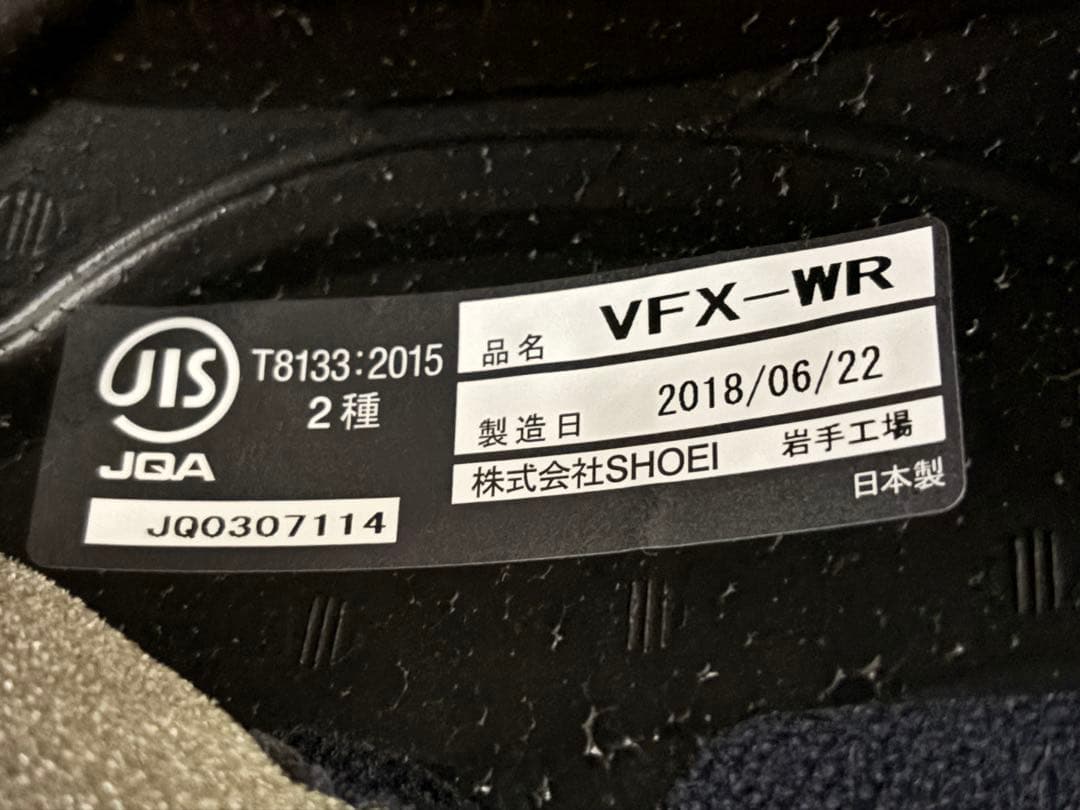 JIS
JQA
T8133:2015
2種
JQ0307114
品名 VFX-WR
製造日 2018/06/22
株式会社SHOEI 岩手工場
日本製